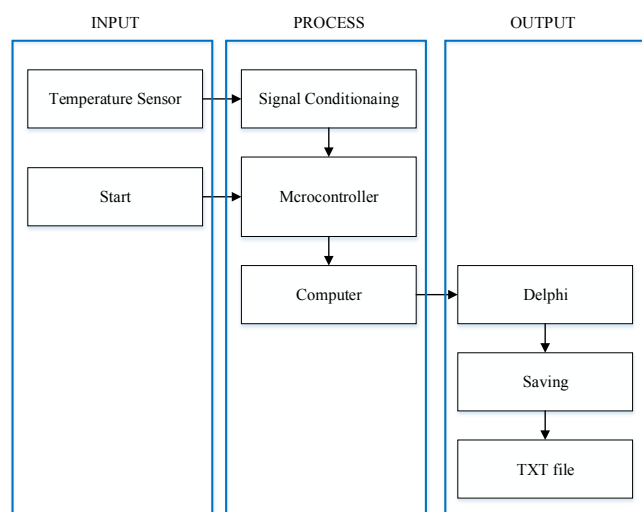 INPUT
PROCESS
OUTPUT
Temperature Sensor
Signal Conditionaing
Start
Mcrocontroller
Computer
Delphi
Saving
TXT file